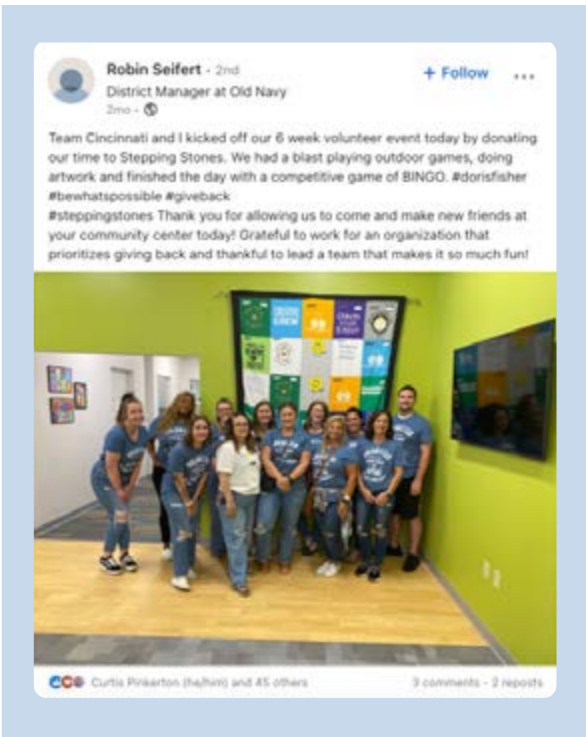 Robin Seifert • 2nd
+ Follow
...
District Manager at Old Navy
2mo •
Team Cincinnati and I kicked off our 6 week volunteer event today by donating
our time to Stepping Stones. We had a blast playing outdoor games, doing
artwork and finished the day with a competitive game of BINGO. #dorisfisher
#bewhatspossible #giveback
#steppingstones Thank you for allowing us to come and make new friends at
your community center today! Grateful to work for an organization that
prioritizes giving back and thankful to lead a team that makes it so much fun!
Curtis Pinkerton (he/him) and 45 others
3 comments • 2 reposts